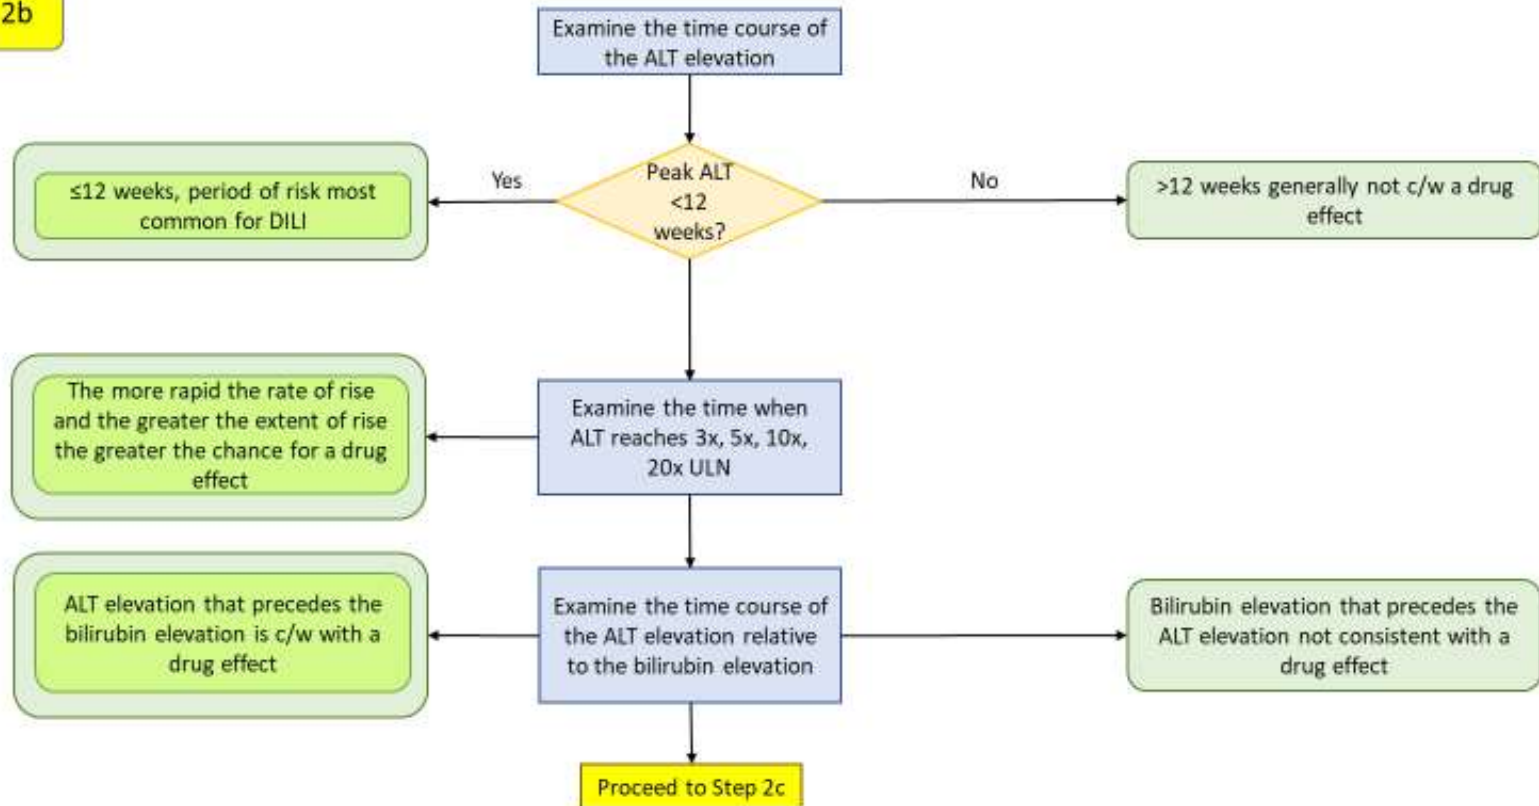 2b
Examine the time course of
the ALT elevation
Peak ALT
<12
weeks?
Yes
No
≤12 weeks, period of risk most
common for DILI
>12 weeks generally not c/w a drug
effect
The more rapid the rate of rise
and the greater the extent of rise
the greater the chance for a drug
effect
Examine the time when
ALT reaches 3x, 5x, 10x,
20x ULN
ALT elevation that precedes the
bilirubin elevation is c/w with a
drug effect
Examine the time course of
the ALT elevation relative
to the bilirubin elevation
Bilirubin elevation that precedes the
ALT elevation not consistent with a
drug effect
Proceed to Step 2c